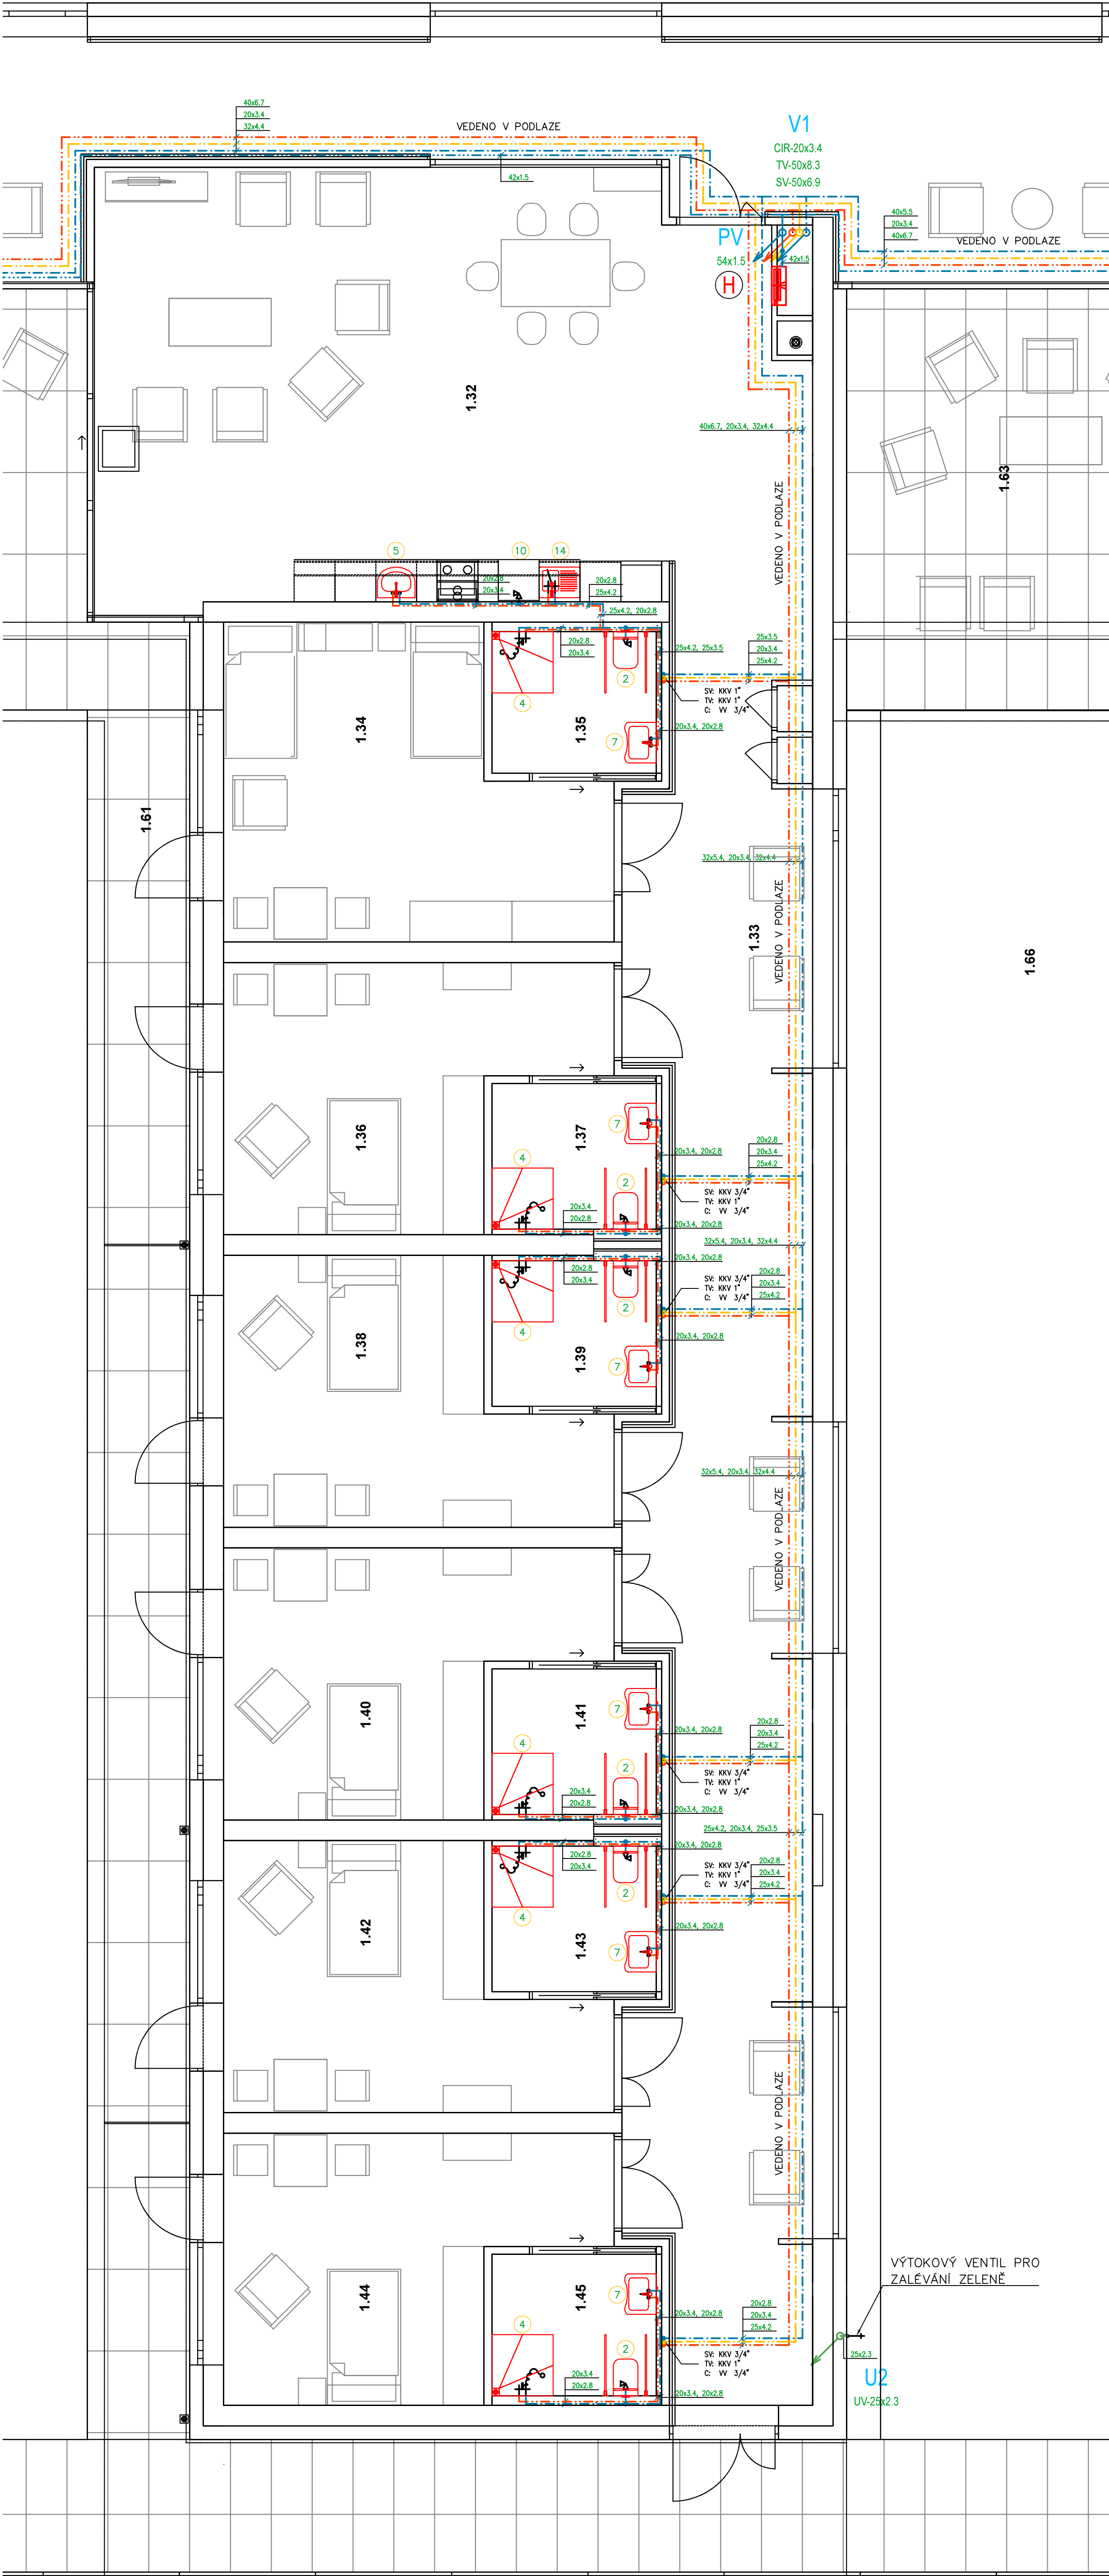 40x6.7
20x3.4
32x4.4
VEDENO V PODLAZE
V1
CIR-20x3.4
TV-50x8.3
SV-50x6.9
42x1.5
40x5.5
20x3.4
40x6.7
VEDENO V PODLAZE
PV
54x1.5
42x1.5
H
1.32
40x6.7, 20x3.4, 32x4.4
1.63
VEDENO V PODLAZE
5
10
14
20x2.8
20x3.4
20x2.8
25x4.2
25x4.2, 20x2.8
20x2.8
20x3.4
25x4.2, 25x3.5
25x3.5
20x3.4
25x4.2
2
4
SV: KKV 1"
TV: KKV 1"
C: VV 3/4"
1.34
1.35
7
20x3.4, 20x2.8
1.61
32x5.4, 20x3.4, 32x4.4
VEDENO V PODLAZE
1.33
1.66
1.36
1.37
7
20x3.4, 20x2.8
20x2.8
20x3.4
25x4.2
4
2
SV: KKV 3/4"
TV: KKV 1"
C: VV 3/4"
20x3.4
20x2.8
20x3.4, 20x2.8
32x5.4, 20x3.4, 32x4.4
20x3.4, 20x2.8
20x2.8
20x3.4
SV: KKV 3/4"
TV: KKV 1"
C: VV 3/4"
20x2.8
20x3.4
25x4.2
2
4
1.38
1.39
20x3.4, 20x2.8
7
32x5.4, 20x3.4, 32x4.4
VEDENO V PODLAZE
1.40
1.41
7
20x3.4, 20x2.8
20x2.8
20x3.4
25x4.2
4
2
SV: KKV 3/4"
TV: KKV 1"
C: VV 3/4"
20x3.4
20x2.8
20x3.4, 20x2.8
25x4.2, 20x3.4, 25x3.5
20x3.4, 20x2.8
20x2.8
20x3.4
SV: KKV 3/4"
TV: KKV 1"
C: VV 3/4"
20x2.8
20x3.4
25x4.2
2
4
1.42
1.43
20x3.4, 20x2.8
7
VEDENO V PODLAZE
VÝTOKOVÝ VENTIL PRO
ZALÉVÁNÍ ZELENĚ
1.44
1.45
7
20x3.4, 20x2.8
20x2.8
20x3.4
25x4.2
4
2
SV: KKV 3/4"
TV: KKV 1"
C: VV 3/4"
25x2.3
U2
UV-25x2.3
20x3.4
20x2.8
20x3.4, 20x2.8